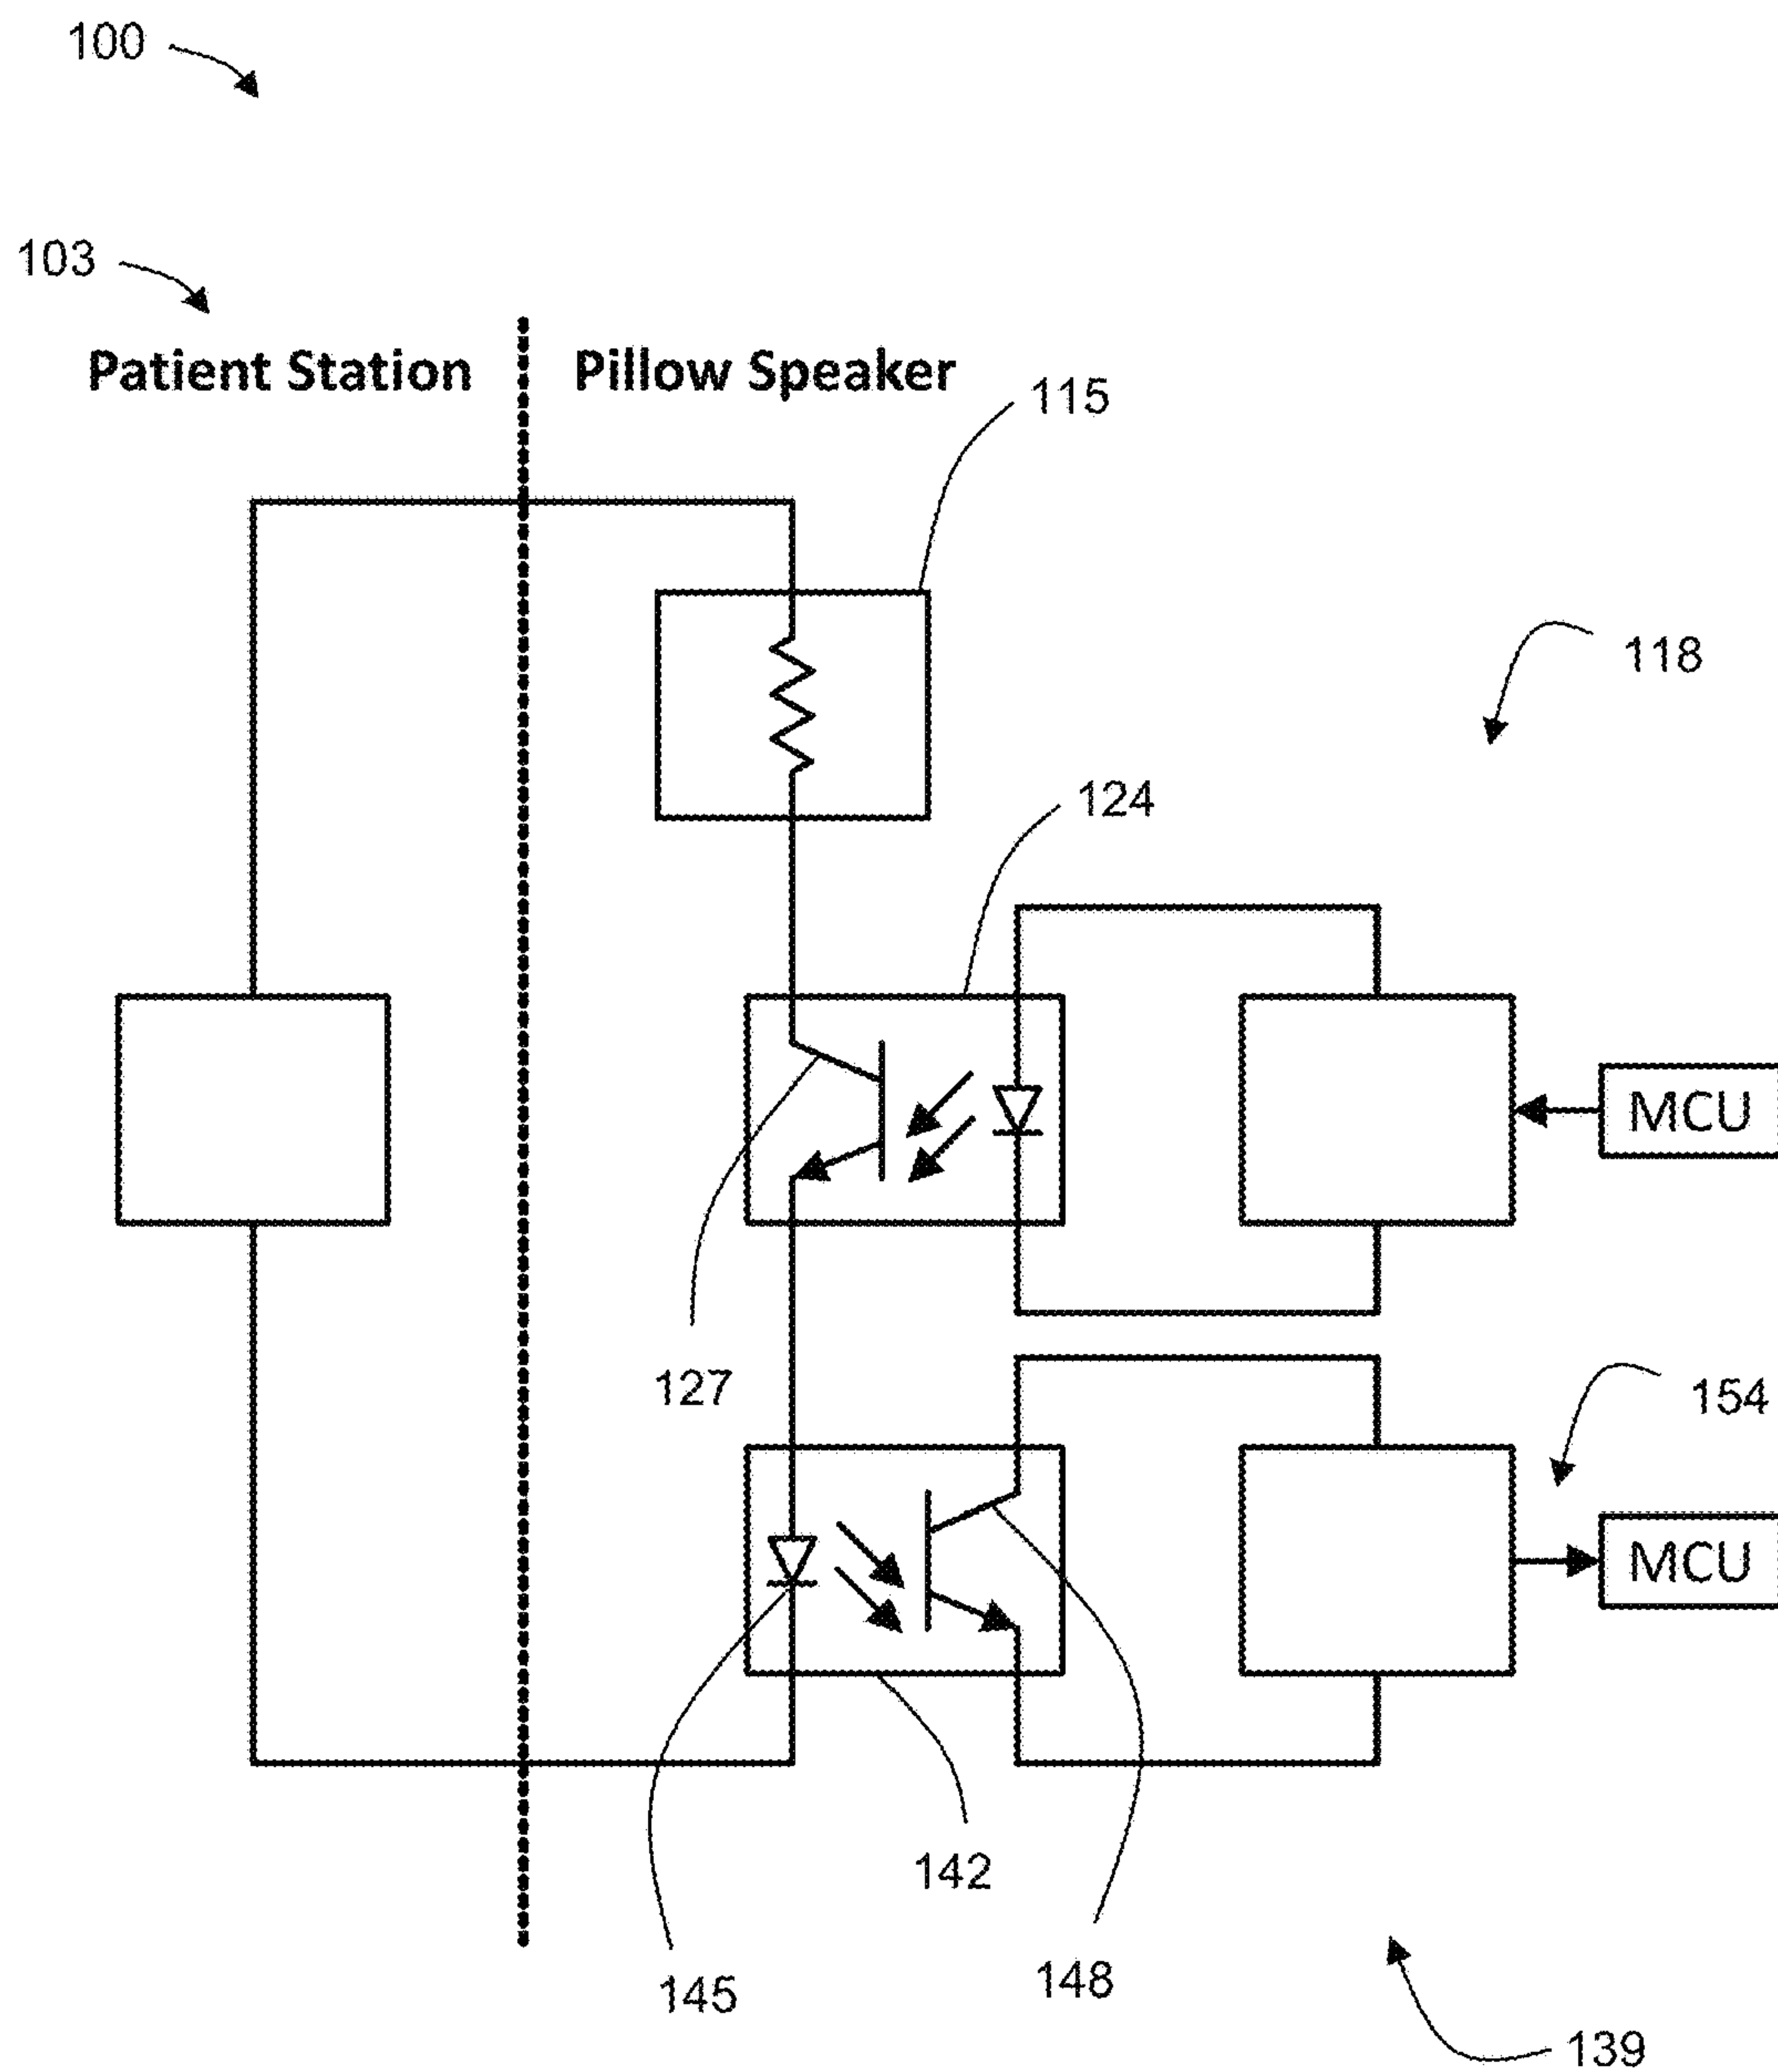 100
103
Patient Station
Pillow Speaker
115
118
124
MCU
127
154
MCU
142
145
148
139